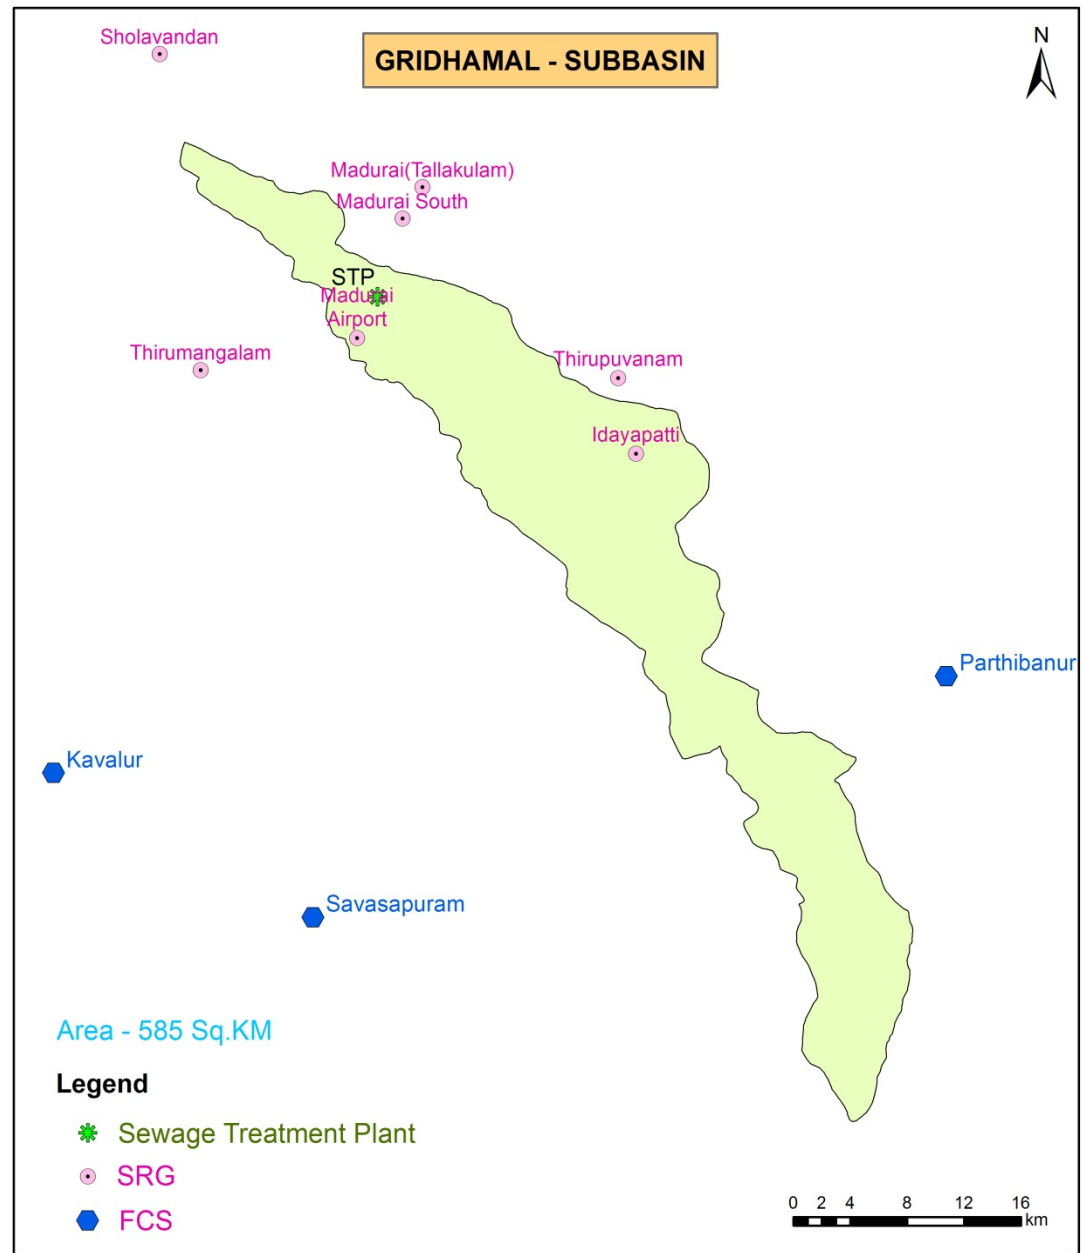 Sholavandan
GRIDHAMAL - SUBBASIN
N
Madurai(Tallakulam)
Madurai South
STP
Madurai
Airport
Thirumangalam
Thirupuvanam
Idayapatti
Parthibanur
Kavalur
Savasapuram
Area - 585 Sq.KM
Legend
Sewage Treatment Plant
SRG
FCS
0 2 4 8 12 16
km